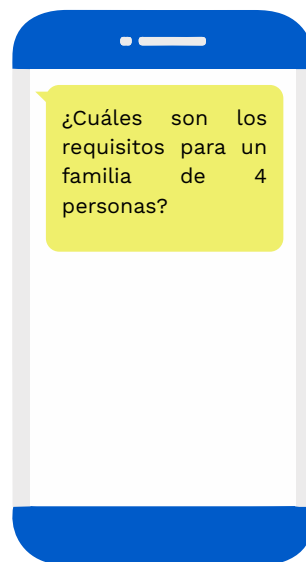 ¿Cuáles son los
requisitos para un
familia de 4
personas?